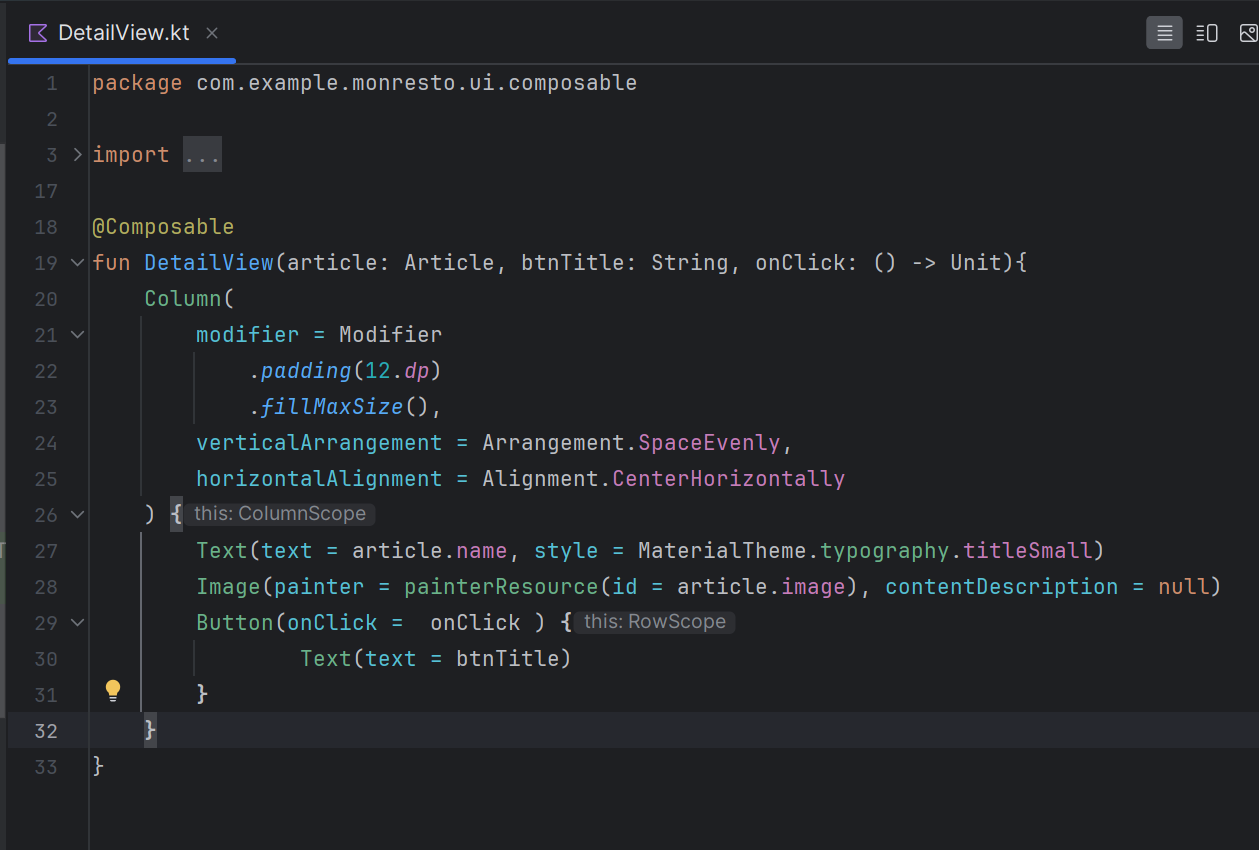 DetailView.kt ×
1 package com.example.monresto.ui.composable
2
3 import ...
17
18 @Composable
19 fun DetailView(article: Article, btnTitle: String, onClick: () -> Unit){
20     Column(
21         modifier = Modifier
22             .padding(12.dp)
23             .fillMaxSize(),
24         verticalArrangement = Arrangement.SpaceEvenly,
25         horizontalAlignment = Alignment.CenterHorizontally
26     ) { this: ColumnScope
27         Text(text = article.name, style = MaterialTheme.typography.titleSmall)
28         Image(painter = painterResource(id = article.image), contentDescription = null)
29         Button(onClick =  onClick ) { this: RowScope
30                 Text(text = btnTitle)
31         }
32     }
33 }